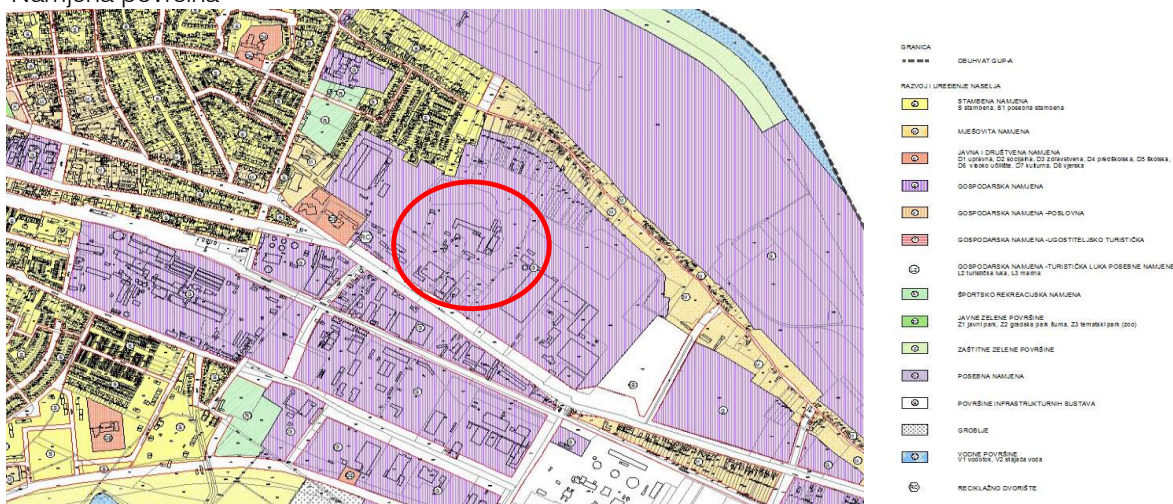 Namjena površina
GRANICA
OBUHVAT GUP-A
RAZVOJ I UREĐENJE NASELJA
STAMBENA NAMJENA
S stambena, S1 posebna stambena
MJEŠOVITA NAMJENA
JAVNA I DRUŠTVENA NAMJENA
D1 upravna, D2 socijalna, D3 zdravstvena, D4 predškolska, D5 školska,
D6 visoko učilište, D7 kulturna, D8 vjerska
GOSPODARSKA NAMJENA
GOSPODARSKA NAMJENA -POSLOVNA
GOSPODARSKA NAMJENA -UGOSTITELJSKO TURISTIČKA
GOSPODARSKA NAMJENA -TURISTIČKA LUKA POSEBNE NAMJENE
L2 turistička luka, L3 marina
ŠPORTSKO REKREACIJSKA NAMJENA
JAVNE ZELENE POVRŠINE
Z1 javni park, Z2 gradska park šuma, Z3 tematski park (zoo)
ZAŠTITNE ZELENE POVRŠINE
POSEBNA NAMJENA
POVRŠINE INFRASTRUKTURNIH SUSTAVA
GROBLJE
VODNE POVRŠINE
V1 vodotok, V2 stajaća voda
RECIKLAŽNO DVORIŠTE